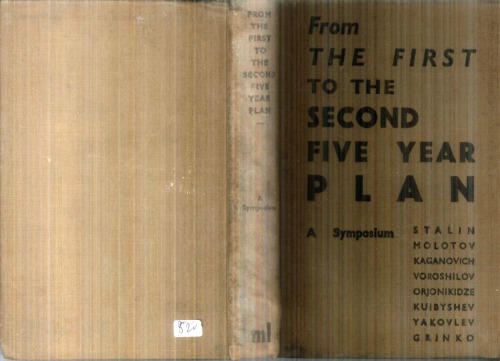 FROM
THE
FIRST
TO
THE
SECOND
FIVE
YEAR
PLAN
A
Symposium
ml
From
THE FIRST
TO THE
SECOND
FIVE YEAR
PLAN
A Symposium
STALIN
MOLOTOV
KAGANOVICH
VOROSHILOV
ORJONIKIDZE
KUIBYSHEV
YAKOVLEV
GRINKO